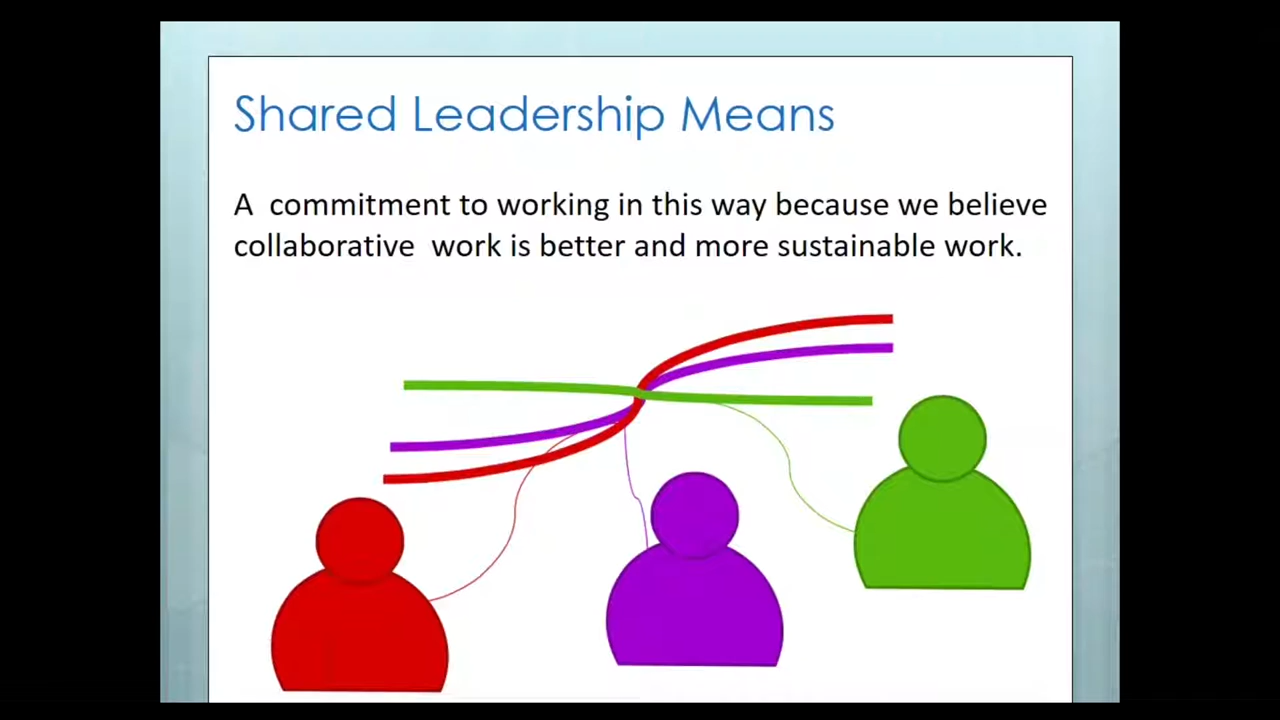 Shared Leadership Means
A  commitment to working in this way because we believe
collaborative  work is better and more sustainable work.